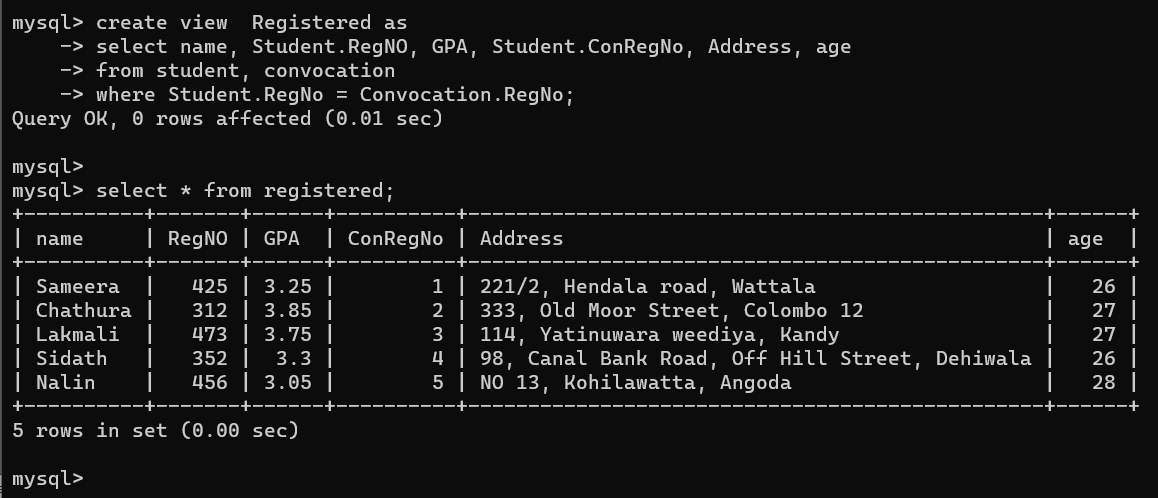 mysql> create view  Registered as
    -> select name, Student.RegNO, GPA, Student.ConRegNo, Address, age
    -> from student, convocation
    -> where Student.RegNo = Convocation.RegNo;
Query OK, 0 rows affected (0.01 sec)

mysql>
mysql> select * from registered;
+----------+-------+------+----------+------------------------------------------------+------+
| name     | RegNO | GPA  | ConRegNo | Address                                        | age  |
+----------+-------+------+----------+------------------------------------------------+------+
| Sameera  |   425 | 3.25 |        1 | 221/2, Hendala road, Wattala                   |   26 |
| Chathura |   312 | 3.85 |        2 | 333, Old Moor Street, Colombo 12               |   27 |
| Lakmali  |   473 | 3.75 |        3 | 114, Yatinuwara weediya, Kandy                 |   27 |
| Sidath   |   352 |  3.3 |        4 | 98, Canal Bank Road, Off Hill Street, Dehiwala |   26 |
| Nalin    |   456 | 3.05 |        5 | NO 13, Kohilawatta, Angoda                     |   28 |
+----------+-------+------+----------+------------------------------------------------+------+
5 rows in set (0.00 sec)

mysql>